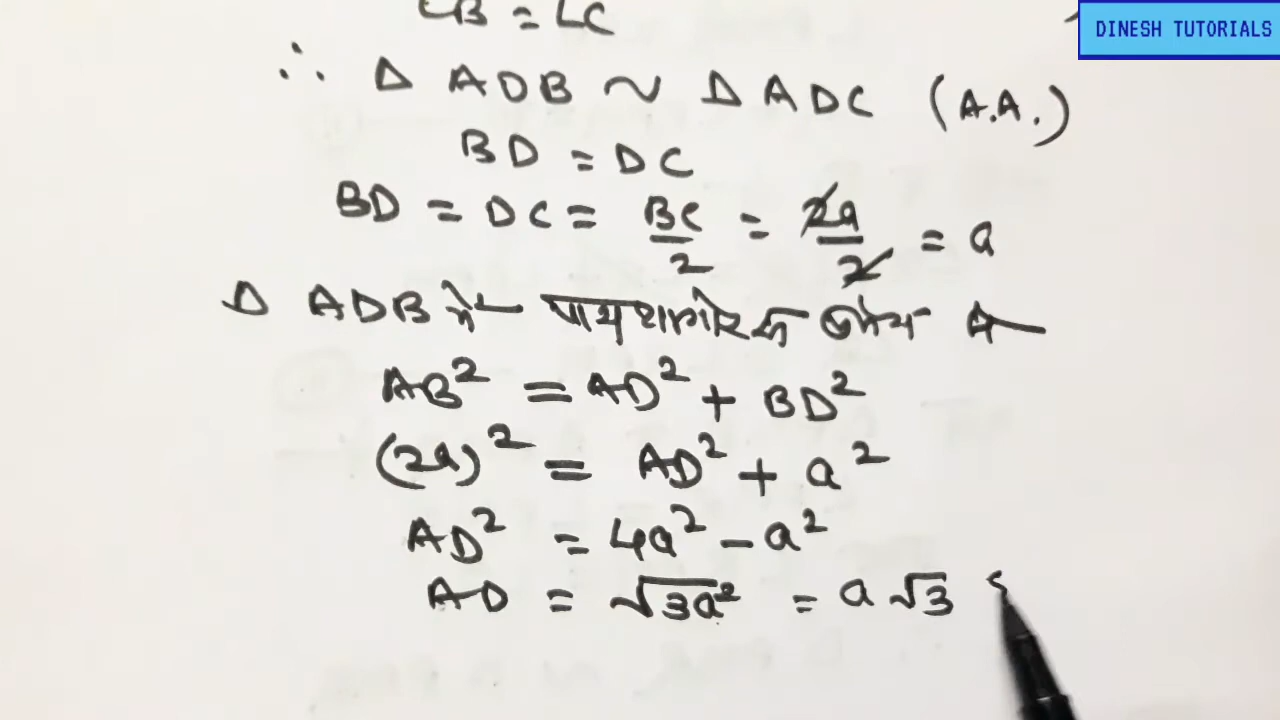 ∠B = ∠C
DINESH TUTORIALS
∴ Δ ADB ~ Δ ADC (A.A.)
BD = DC
BD = DC = BC/2 = 2a/2 = a
Δ ADB में पायथागोरस प्रमेय से
AB² = AD² + BD²
(2a)² = AD² + a²
AD² = 4a² - a²
AD = √3a² = a√3